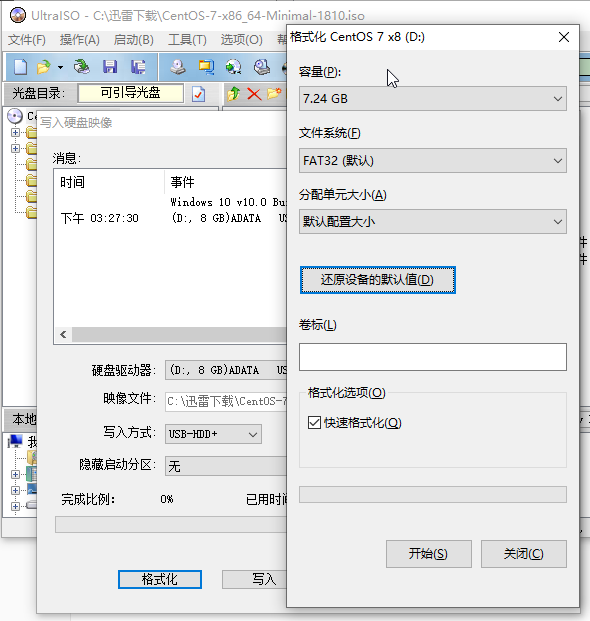 UltraISO - C:\迅雷下载\CentOS-7-x86_64-Minimal-1810.iso
文件(F) 操作(A) 启动(B) 工具(T) 选项(O)
光盘目录: 可引导光盘
写入硬盘映像
消息:
时间 事件
Windows 10 v10.0 Bui
下午 03:27:30 (D:, 8 GB)ADATA US
硬盘驱动器: (D:, 8 GB)ADATA US
映像文件: C:\迅雷下载\CentOS-7
写入方式: USB-HDD+
隐藏启动分区: 无
完成比例: 0% 已用时间
格式化 写入
本地
我
件
件
格式化 CentOS 7 x8 (D:)
容量(P):
7.24 GB
文件系统(F)
FAT32 (默认)
分配单元大小(A)
默认配置大小
还原设备的默认值(D)
卷标(L)
格式化选项(O)
快速格式化(Q)
开始(S) 关闭(C)